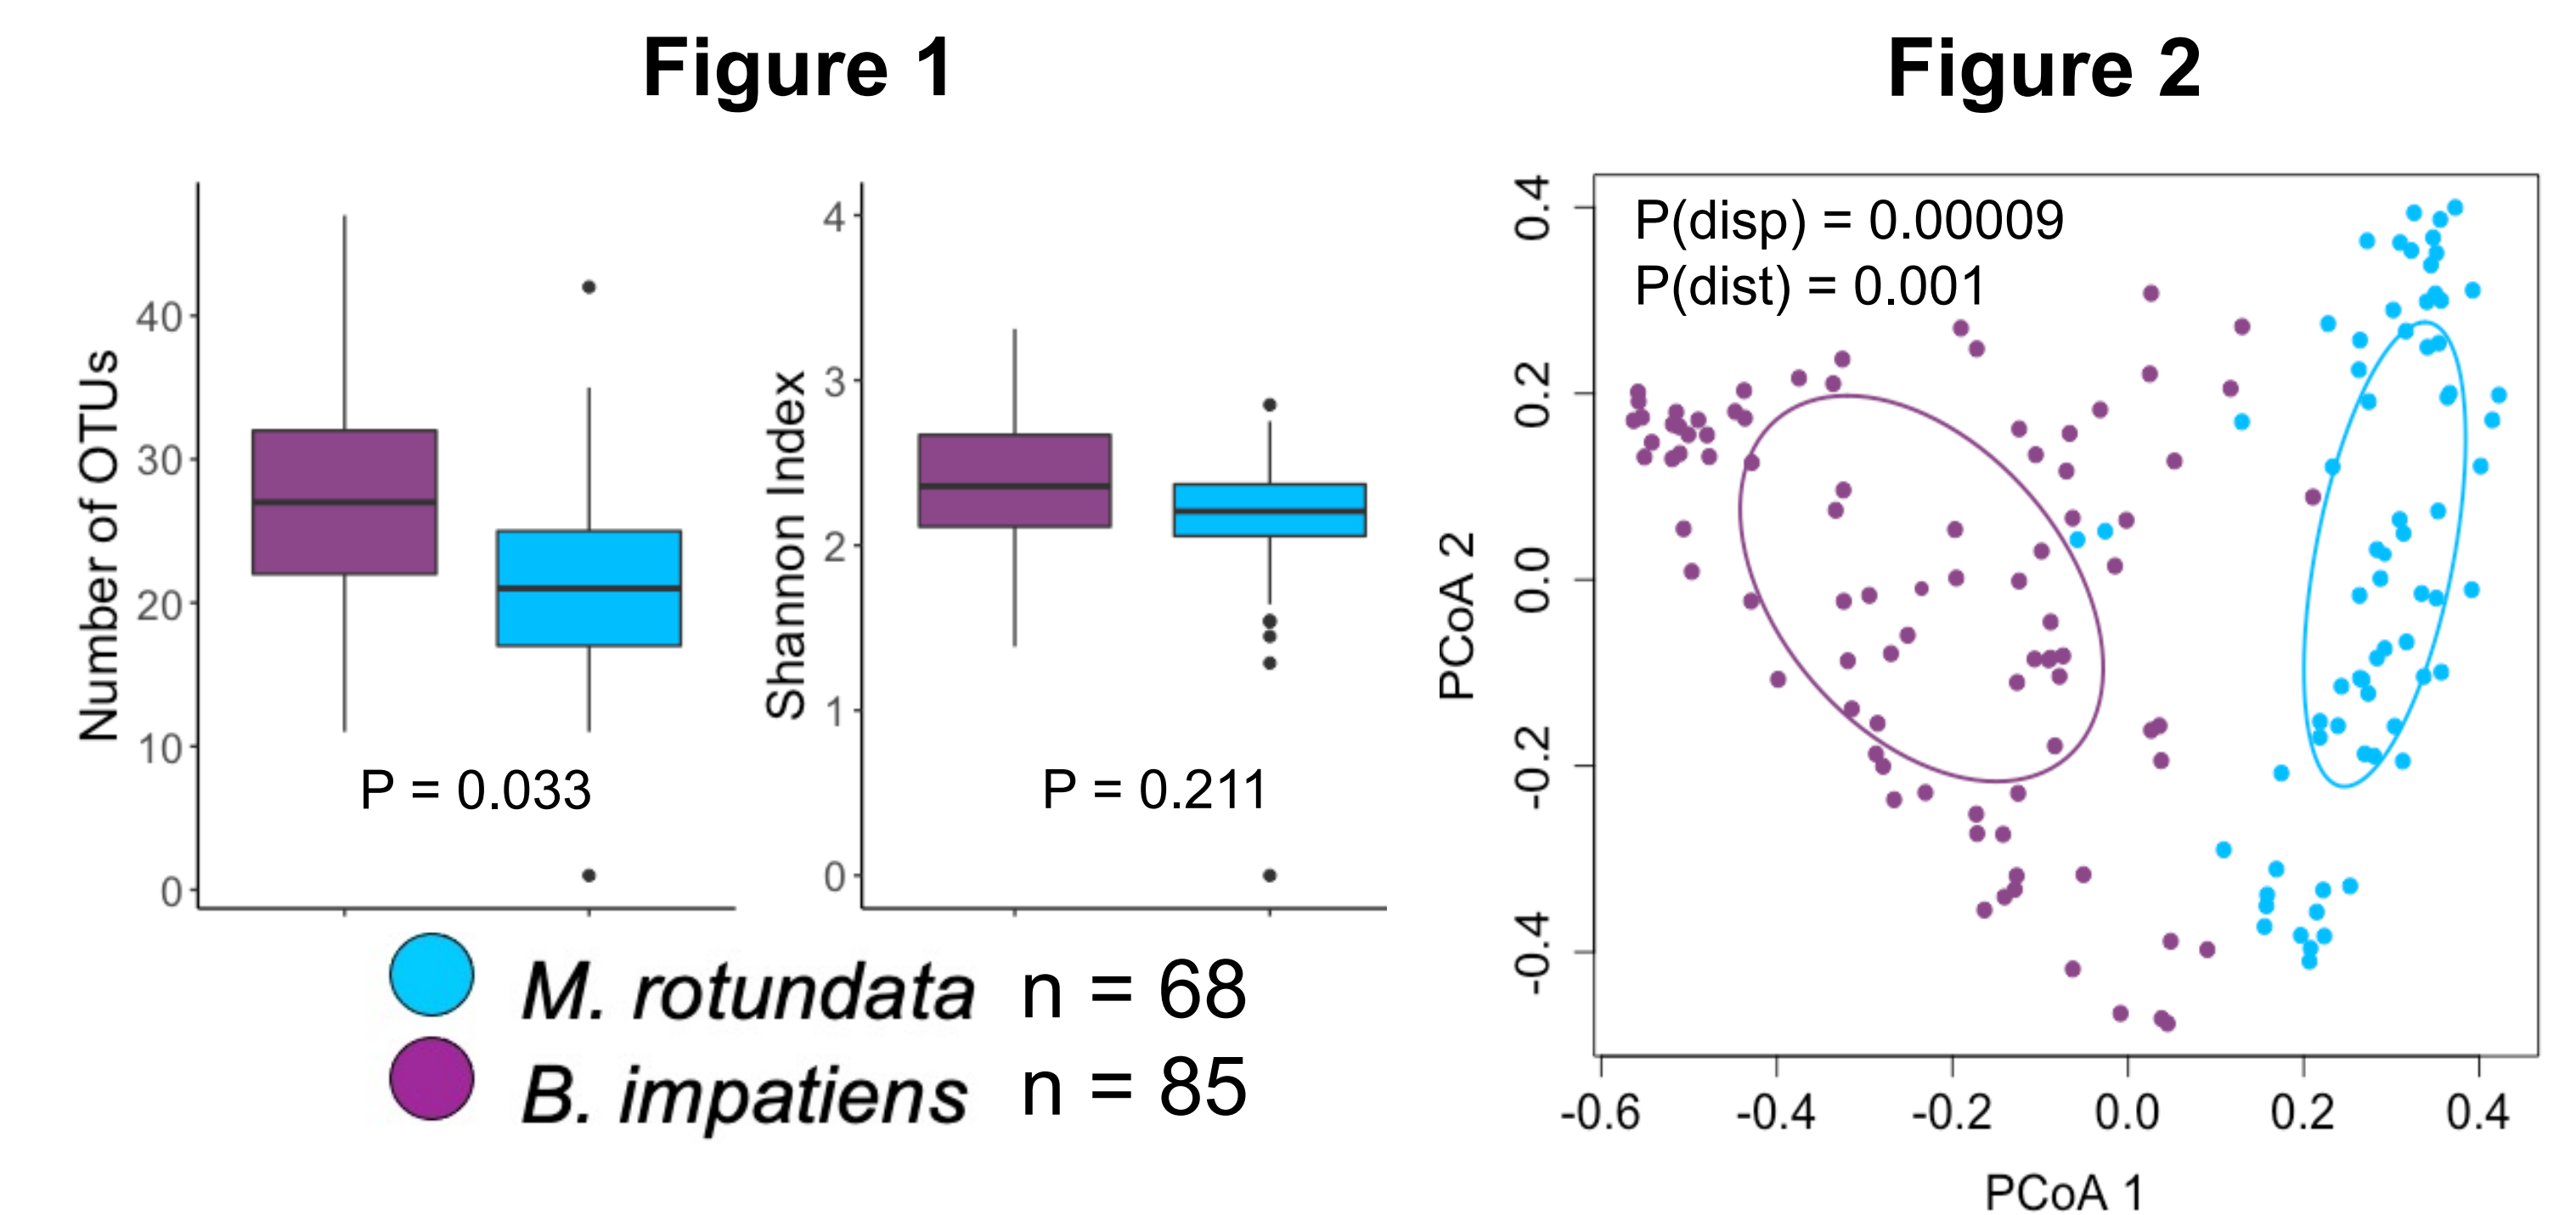 Figure 1
Number of OTUs
40
30
20
10
0
P = 0.033
Shannon Index
4
3
2
1
0
P = 0.211
M. rotundata n = 68
B. impatiens n = 85
Figure 2
P(disp) = 0.00009
P(dist) = 0.001
PCoA 2
0.4
0.2
0.0
-0.2
-0.4
-0.6 -0.4 -0.2 0.0 0.2 0.4
PCoA 1